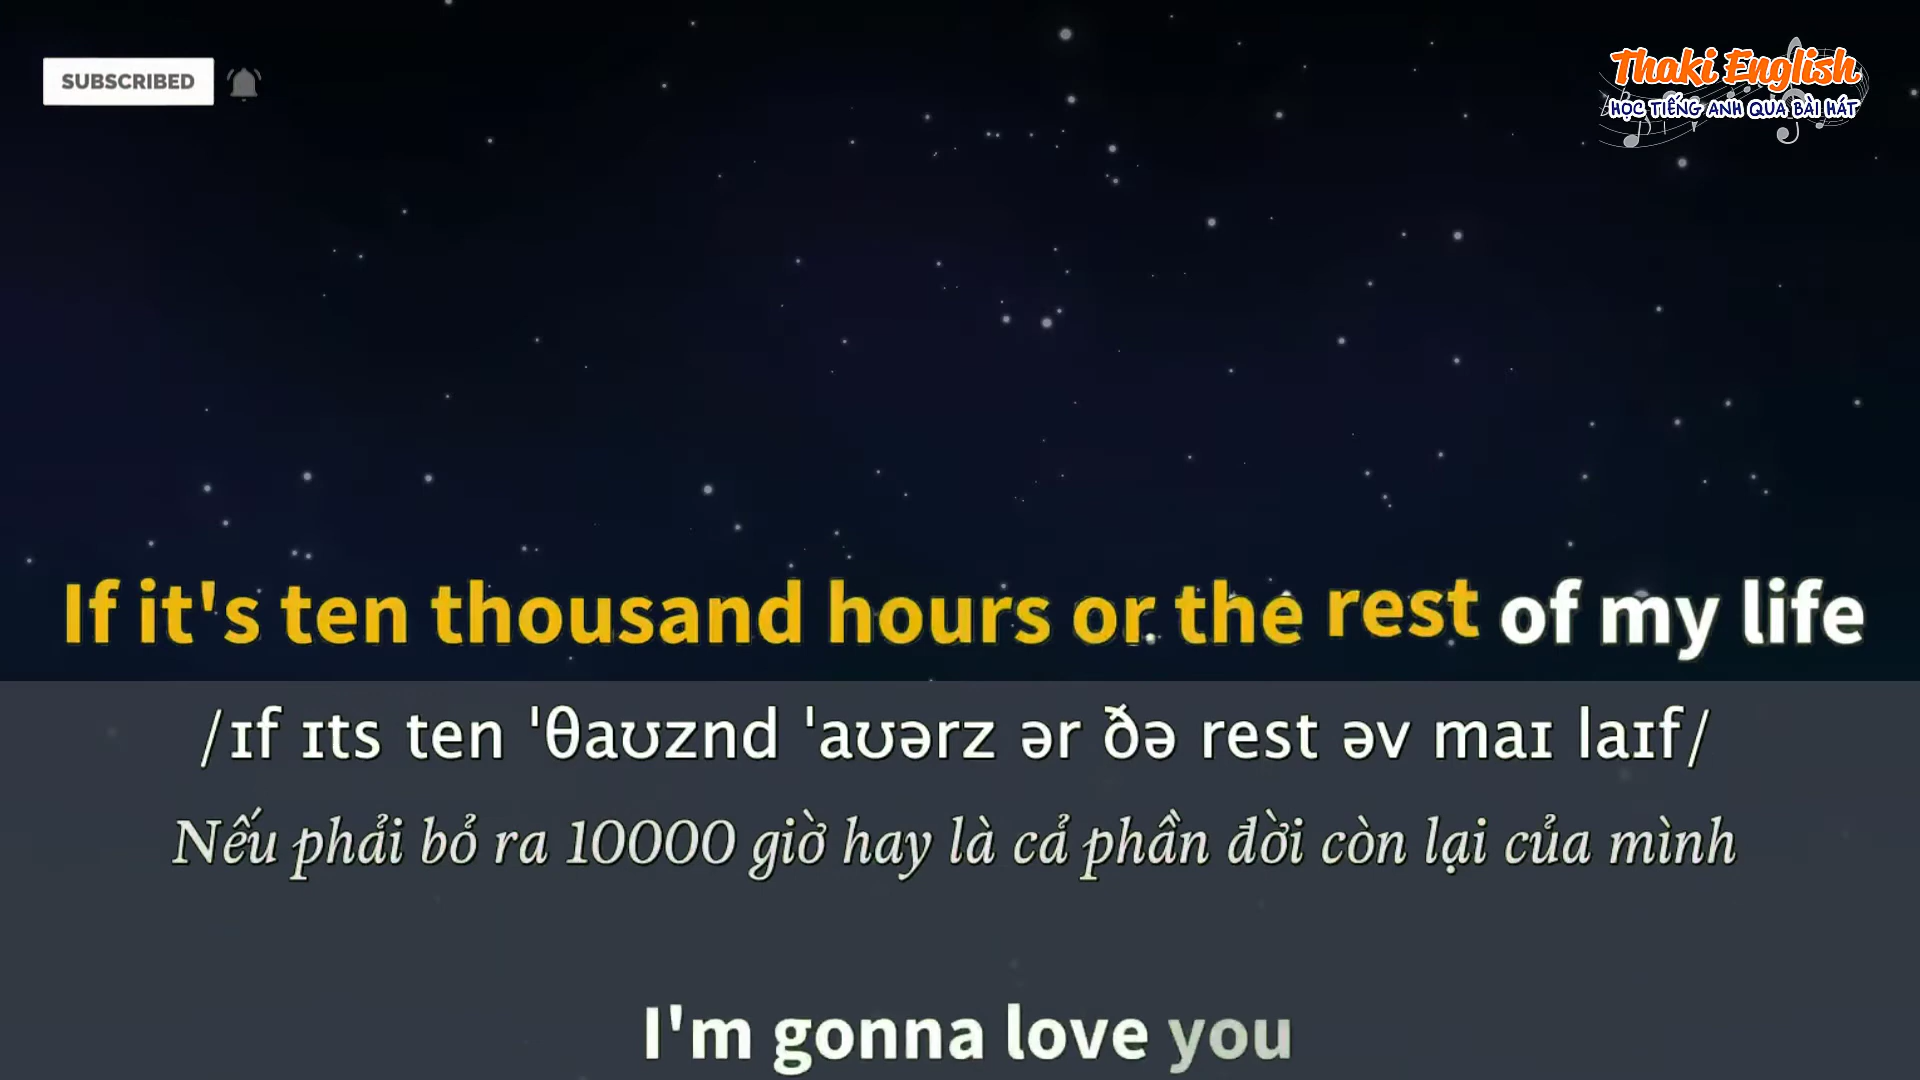 SUBSCRIBED
Thaki English
HỌC TIẾNG ANH QUA BÀI HÁT
If it's ten thousand hours or the rest of my life
/ɪf ɪts ten ˈθaʊznd ˈaʊərz ər ðə rest əv maɪ laɪf/
Nếu phải bỏ ra 10000 giờ hay là cả phần đời còn lại của mình
I'm gonna love you